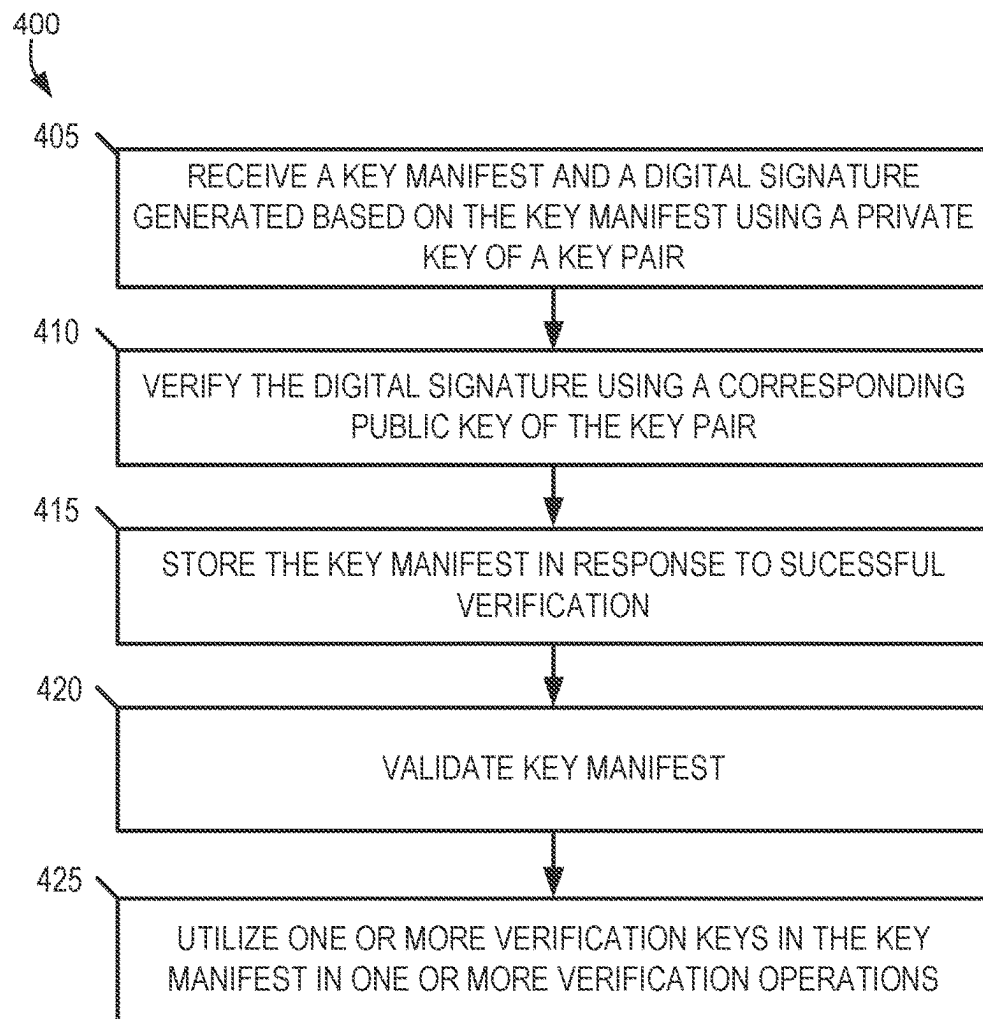 400
405
RECEIVE A KEY MANIFEST AND A DIGITAL SIGNATURE
GENERATED BASED ON THE KEY MANIFEST USING A PRIVATE
KEY OF A KEY PAIR
410
VERIFY THE DIGITAL SIGNATURE USING A CORRESPONDING
PUBLIC KEY OF THE KEY PAIR
415
STORE THE KEY MANIFEST IN RESPONSE TO SUCESSFUL
VERIFICATION
420
VALIDATE KEY MANIFEST
425
UTILIZE ONE OR MORE VERIFICATION KEYS IN THE KEY
MANIFEST IN ONE OR MORE VERIFICATION OPERATIONS